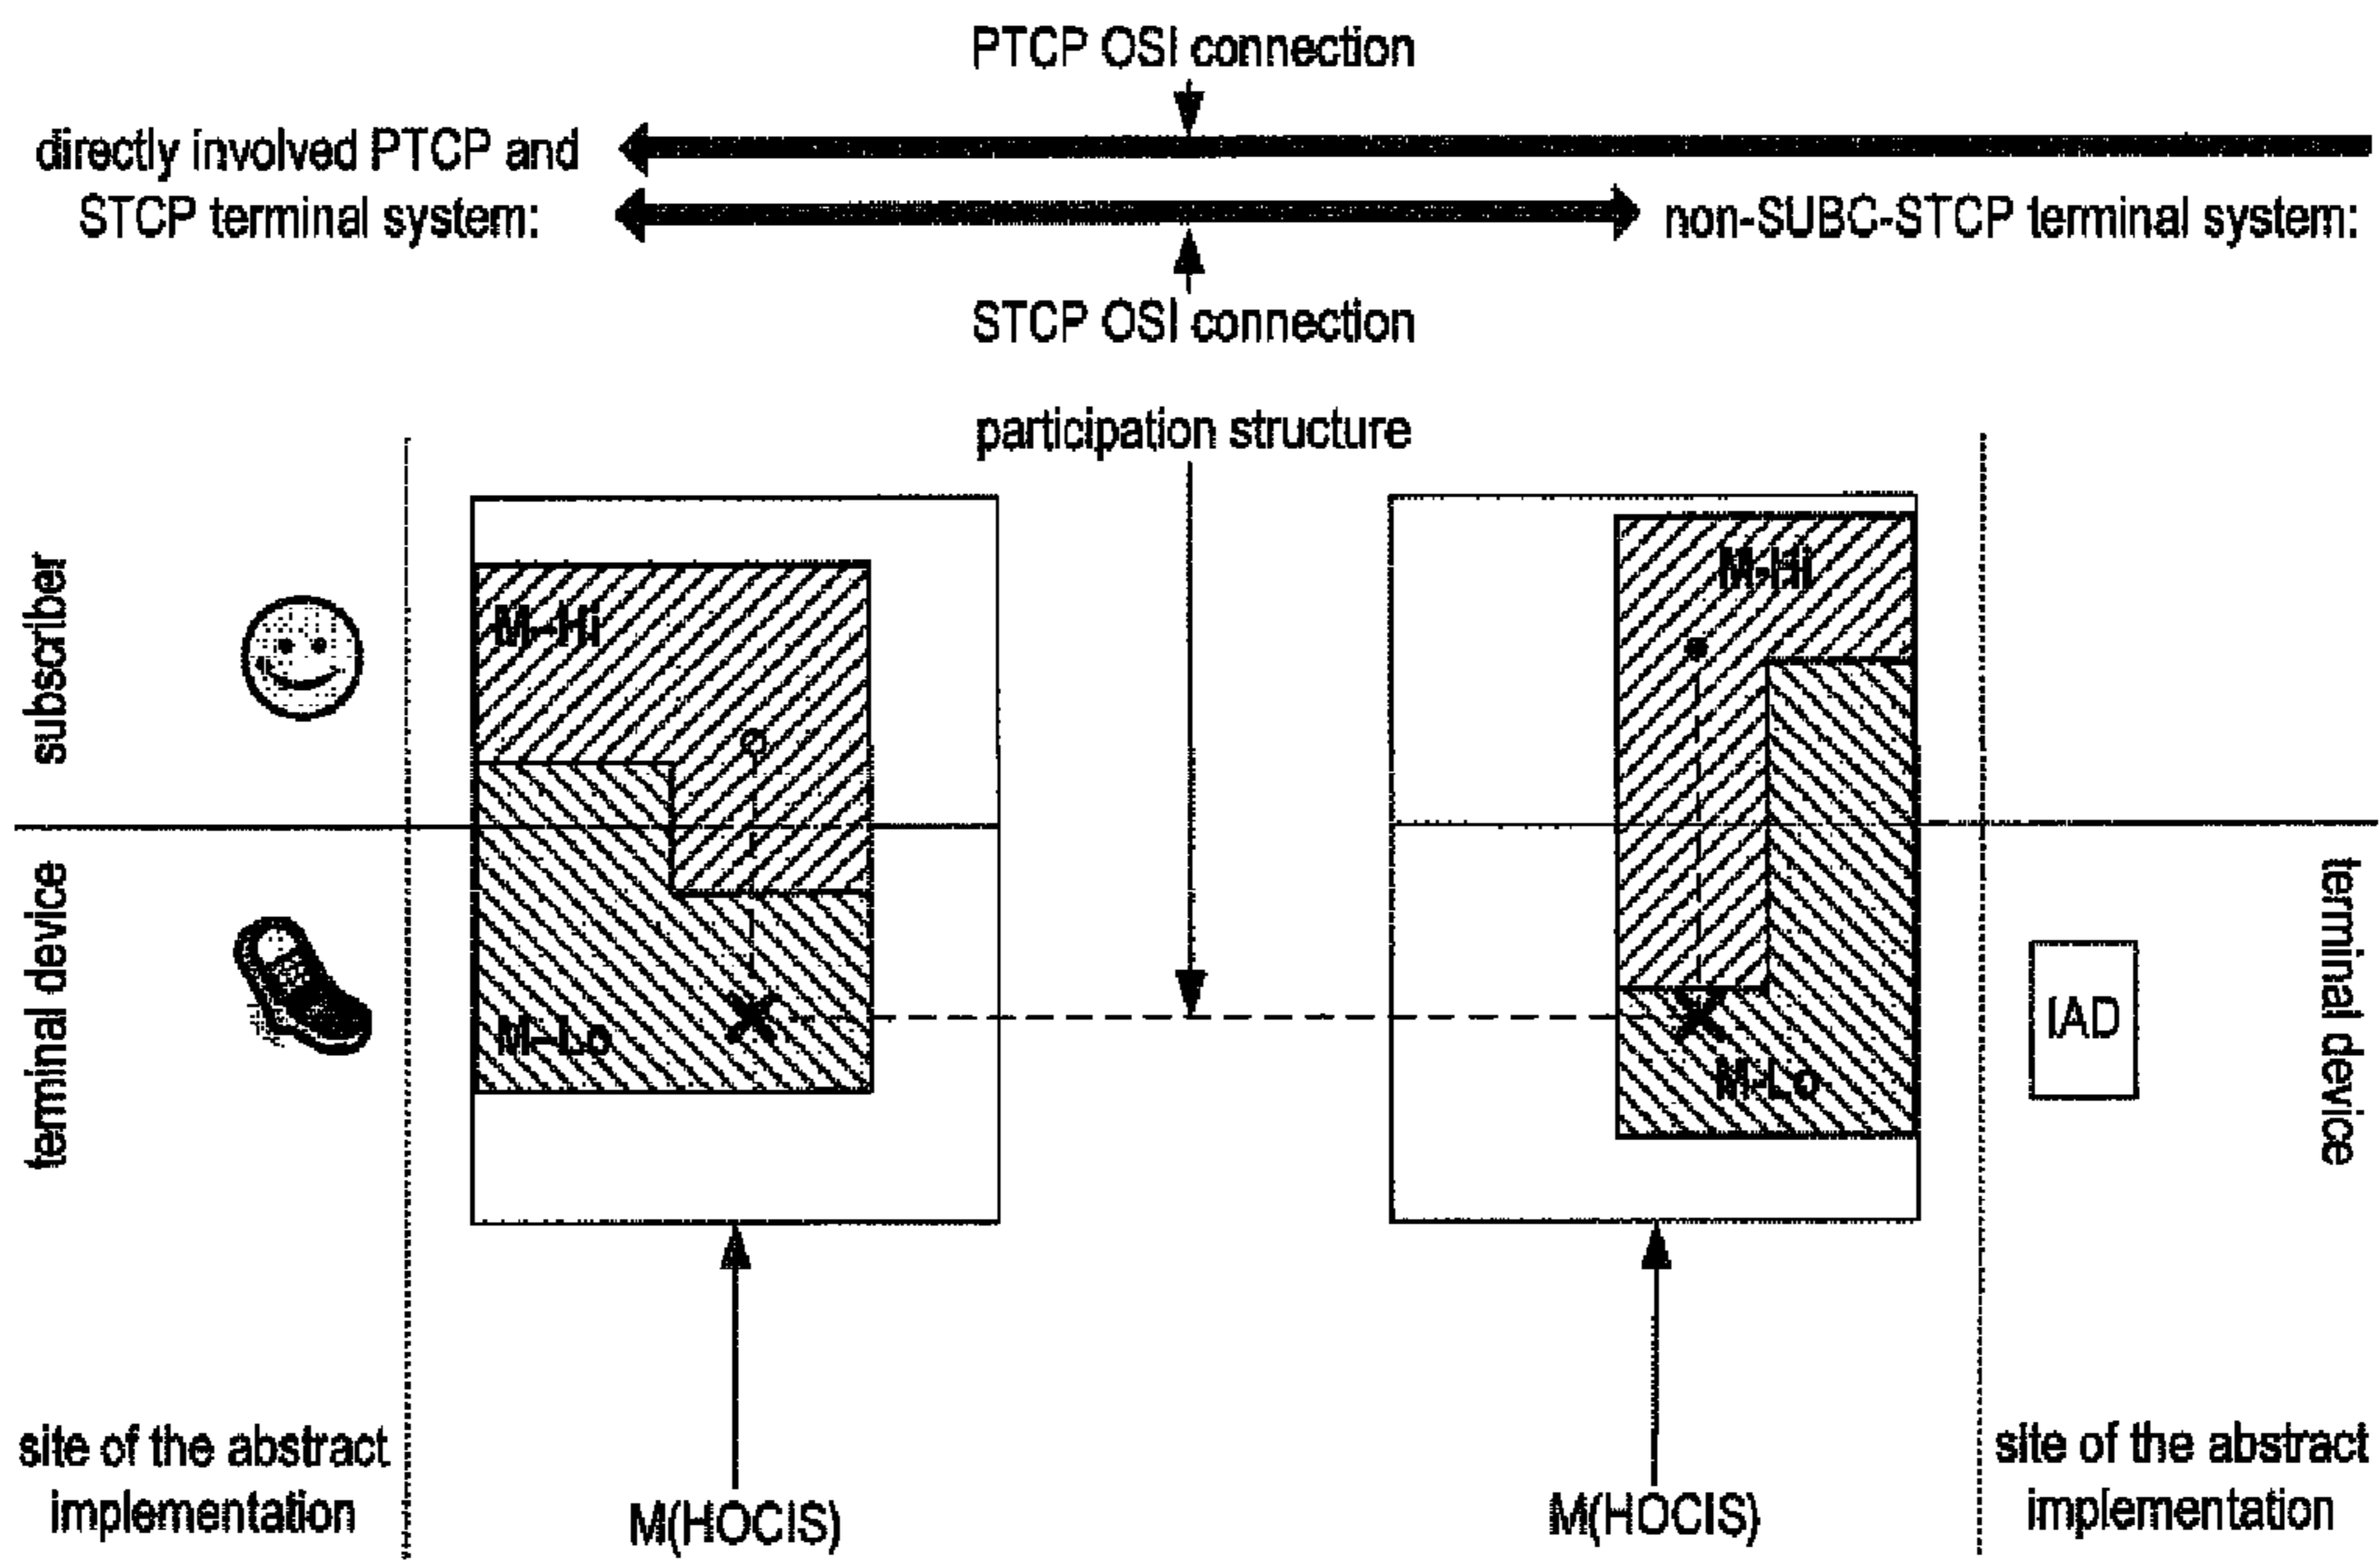 PTCP OSI connection
directly involved PTCP and
STCP terminal system:
non-SUBC-STCP terminal system:
STCP OSI connection
participation structure
subscriber
M-Hi
M-Hi
terminal device
M-Lo
M-Lo
IAD
terminal device
site of the abstract
implementation
M(HOCIS)
M(HOCIS)
site of the abstract
implementation